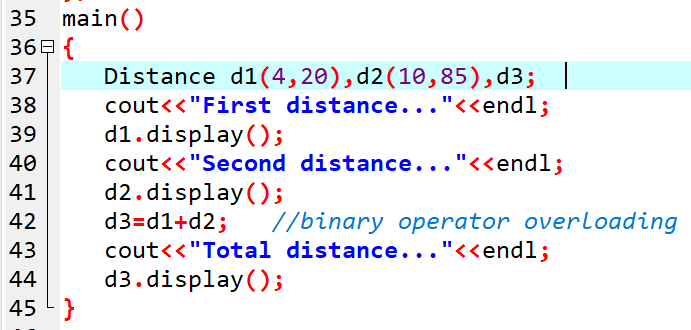 35 main()
36 {
37 Distance d1(4,20),d2(10,85),d3;
38 cout<<"First distance..."<<endl;
39 d1.display();
40 cout<<"Second distance..."<<endl;
41 d2.display();
42 d3=d1+d2; //binary operator overloading
43 cout<<"Total distance..."<<endl;
44 d3.display();
45 }